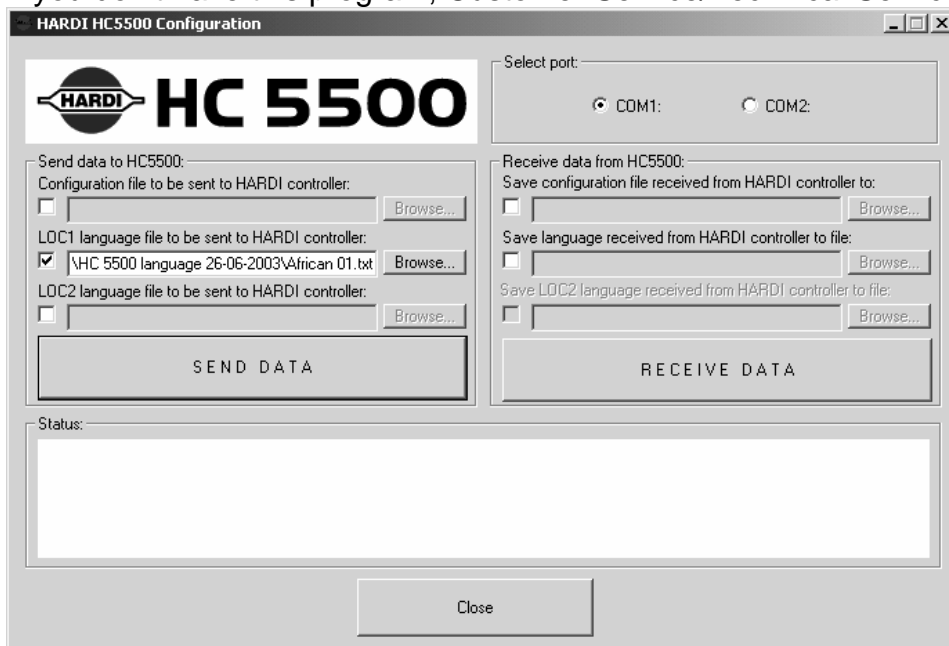 HARDI HC5500 Configuration
HARDI HC 5500
Select port:
COM1: COM2:
Send data to HC5500:
Configuration file to be sent to HARDI controller:
Browse...
LOC1 language file to be sent to HARDI controller:
\HC 5500 language 26-06-2003\African 01.txt Browse...
LOC2 language file to be sent to HARDI controller:
Browse...
SEND DATA
Receive data from HC5500:
Save configuration file received from HARDI controller to:
Browse...
Save language received from HARDI controller to file:
Browse...
Save LOC2 language received from HARDI controller to file:
Browse...
RECEIVE DATA
Status:
Close